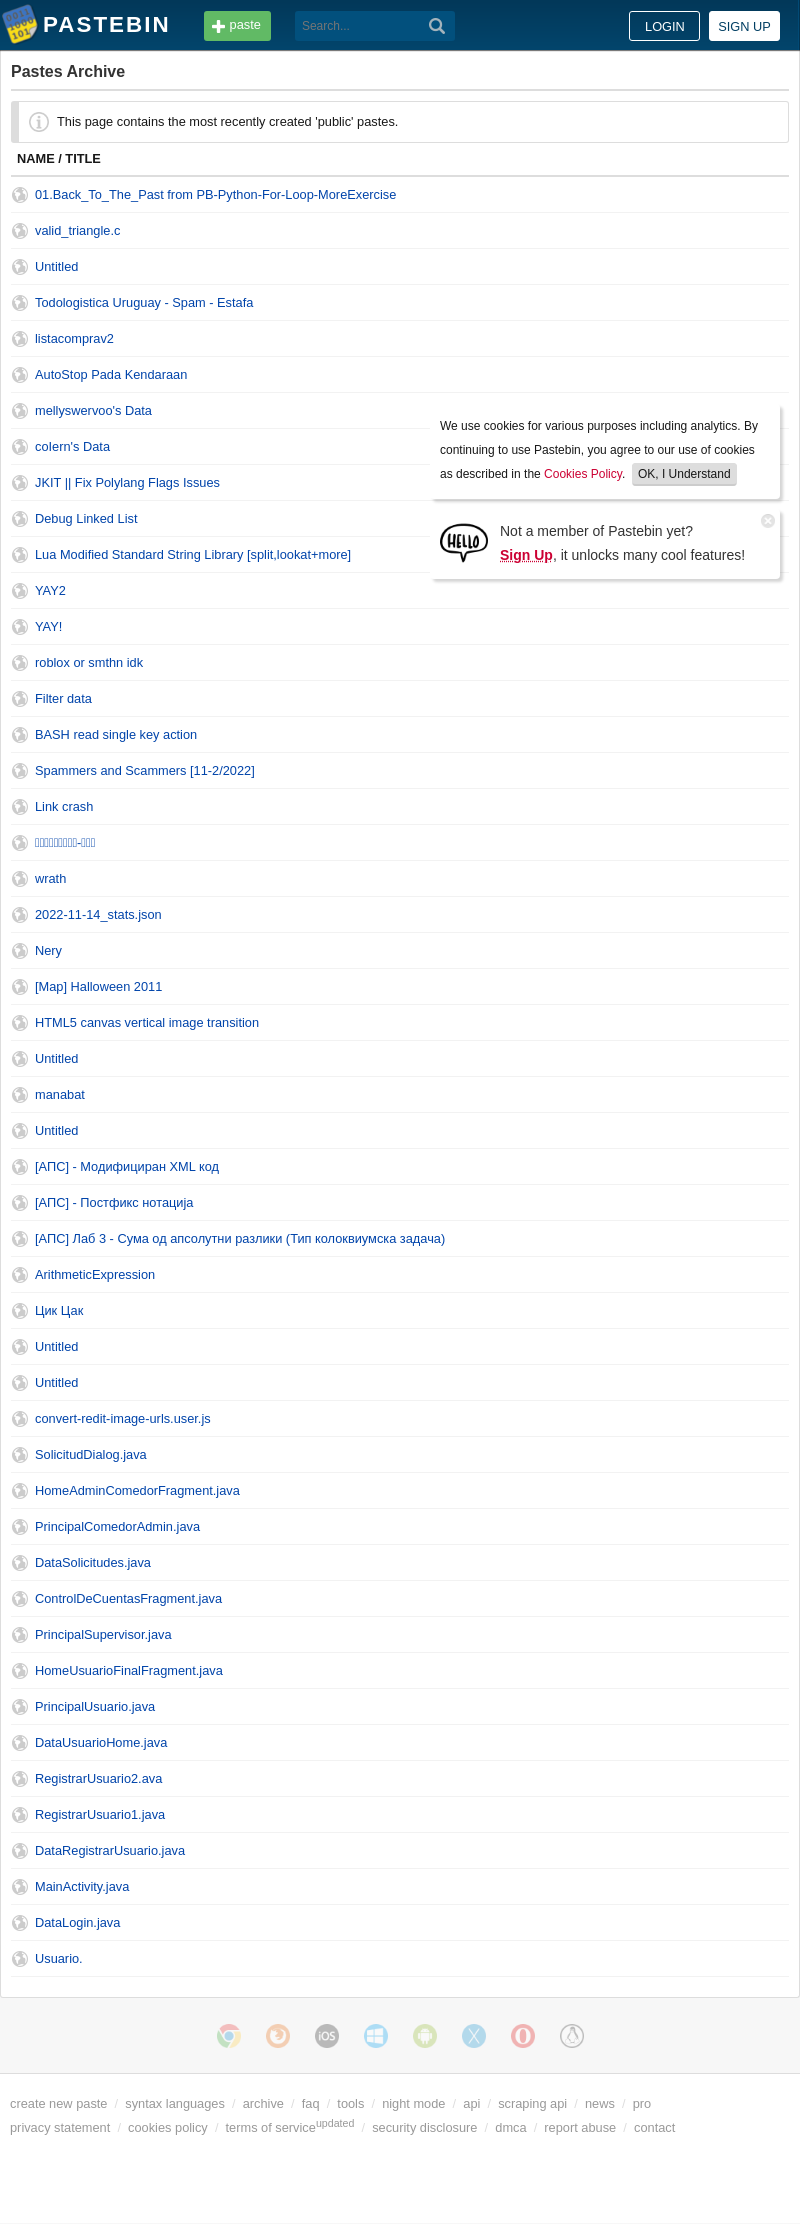 PASTEBIN paste Search... LOGIN SIGN UP
Pastes Archive
This page contains the most recently created 'public' pastes.
NAME / TITLE
01.Back_To_The_Past from PB-Python-For-Loop-MoreExercise
valid_triangle.c
Untitled
Todologistica Uruguay - Spam - Estafa
listacomprav2
AutoStop Pada Kendaraan
mellyswervoo's Data
coIern's Data
JKIT || Fix Polylang Flags Issues
Debug Linked List
Lua Modified Standard String Library [split,lookat+more]
We use cookies for various purposes including analytics. By
continuing to use Pastebin, you agree to our use of cookies
as described in the Cookies Policy. OK, I Understand
HELLO
Not a member of Pastebin yet?
Sign Up, it unlocks many cool features!
YAY2
YAY!
roblox or smthn idk
Filter data
BASH read single key action
Spammers and Scammers [11-2/2022]
Link crash
wrath
2022-11-14_stats.json
Nery
[Map] Halloween 2011
HTML5 canvas vertical image transition
Untitled
manabat
Untitled
[АПС] - Модифициран XML код
[АПС] - Постфикс нотација
[АПС] Лаб 3 - Сума од апсолутни разлики (Тип колоквиумска задача)
ArithmeticExpression
Цик Цак
Untitled
Untitled
convert-redit-image-urls.user.js
SolicitudDialog.java
HomeAdminComedorFragment.java
PrincipalComedorAdmin.java
DataSolicitudes.java
ControlDeCuentasFragment.java
PrincipalSupervisor.java
HomeUsuarioFinalFragment.java
PrincipalUsuario.java
DataUsuarioHome.java
RegistrarUsuario2.ava
RegistrarUsuario1.java
DataRegistrarUsuario.java
MainActivity.java
DataLogin.java
Usuario.
iOS
create new paste / syntax languages / archive / faq / tools / night mode / api / scraping api / news / pro
privacy statement / cookies policy / terms of service updated / security disclosure / dmca / report abuse / contact